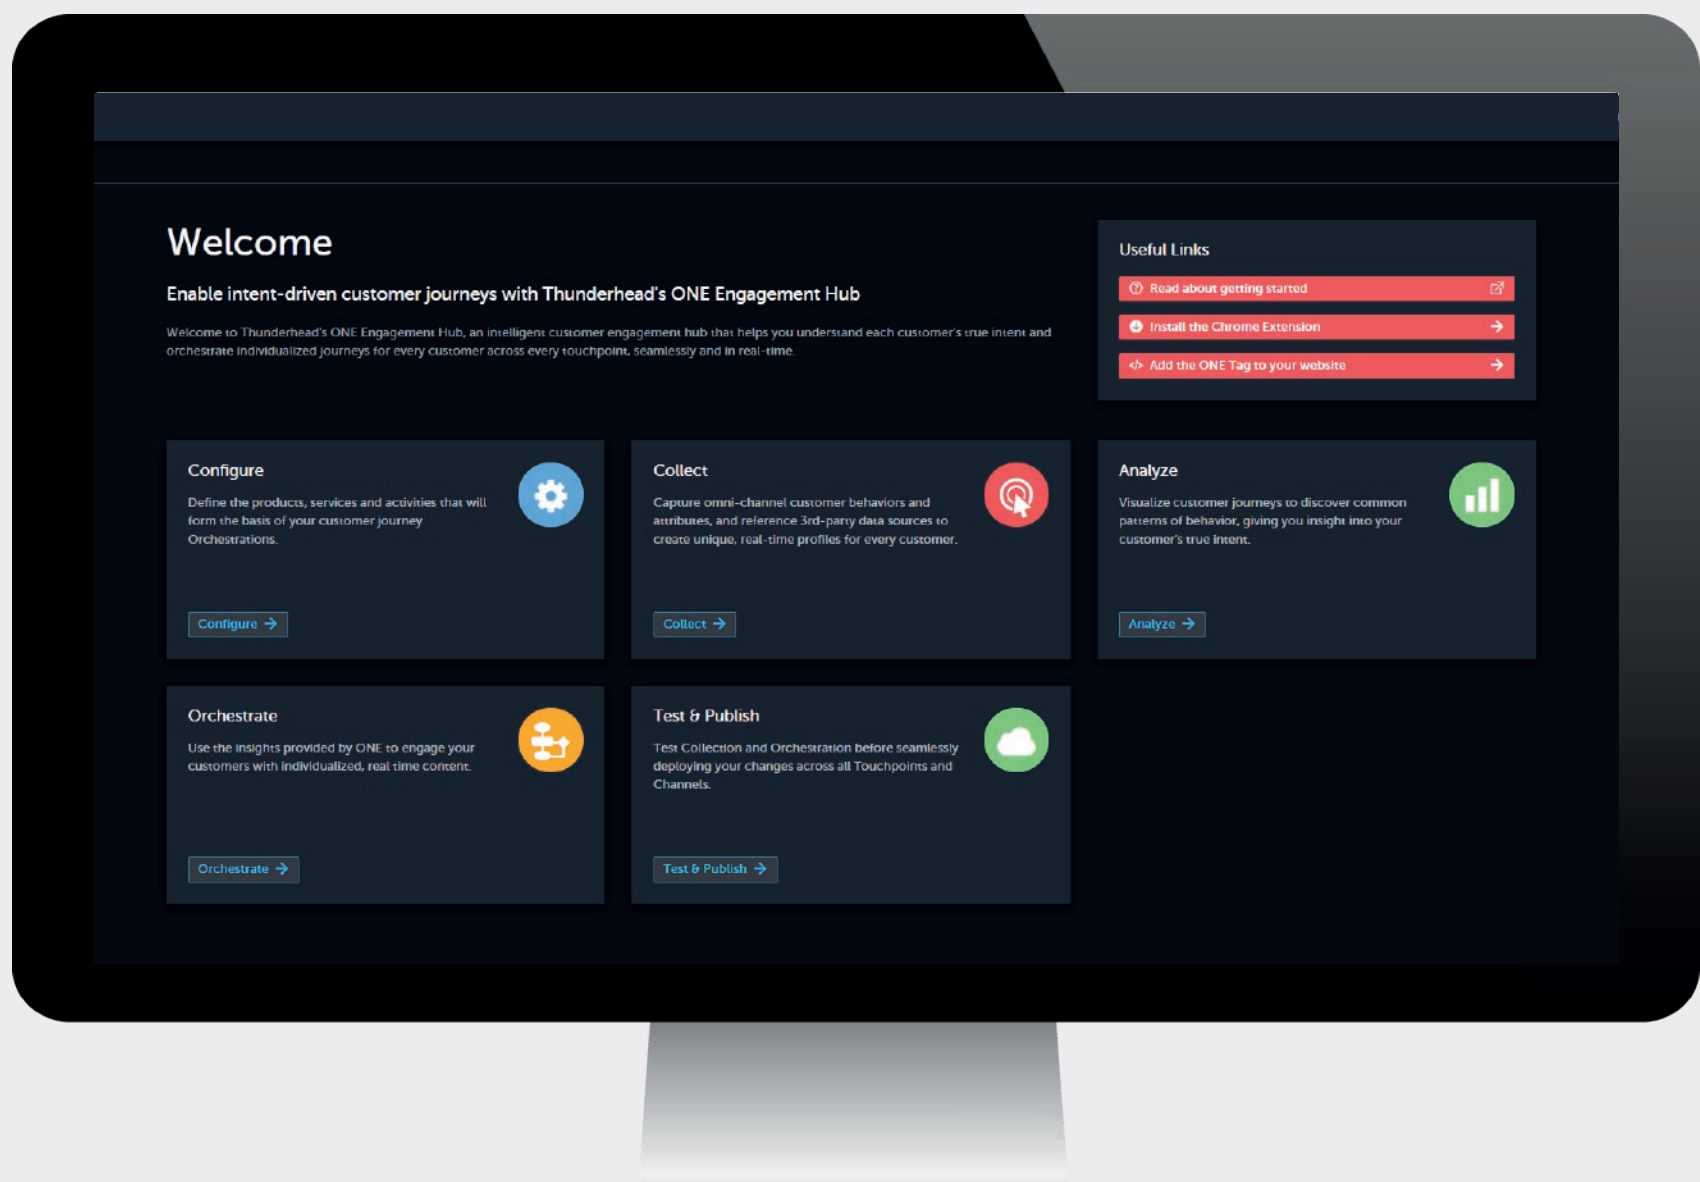 Welcome
Enable intent-driven customer journeys with Thunderhead's ONE Engagement Hub
Welcome to Thunderhead's ONE Engagement Hub, an intelligent customer engagement hub that helps you understand each customer's true intent and
orchestrate individualized journeys for every customer across every touchpoint, seamlessly and in real-time.
Useful Links
Read about getting started
Install the Chrome Extension
</> Add the ONE Tag to your website
Configure
Define the products, services and activities that will
form the basis of your customer journey
Orchestrations.
Configure
Collect
Capture omni-channel customer behaviors and
attributes, and reference 3rd-party data sources to
create unique, real-time profiles for every customer.
Collect
Analyze
Visualize customer journeys to discover common
patterns of behavior, giving you insight into your
customer's true intent.
Analyze
Orchestrate
Use the insights provided by ONE to engage your
customers with individualized, real time content.
Orchestrate
Test & Publish
Test Collection and Orchestration before seamlessly
deploying your changes across all Touchpoints and
Channels.
Test & Publish